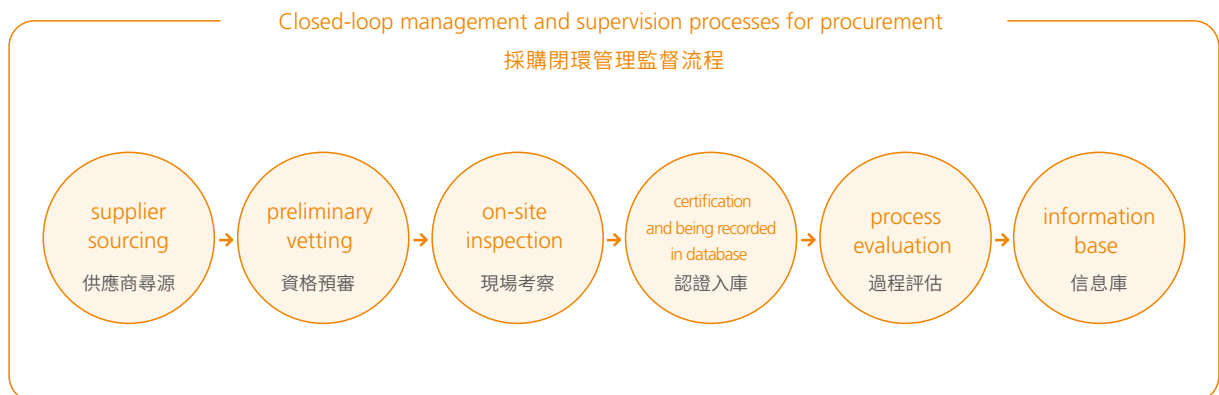 Closed-loop management and supervision processes for procurement
採購閉環管理監督流程
supplier
sourcing
供應商尋源
preliminary
vetting
資格預審
on-site
inspection
現場考察
certification
and being recorded
in database
認證入庫
process
evaluation
過程評估
information
base
信息庫